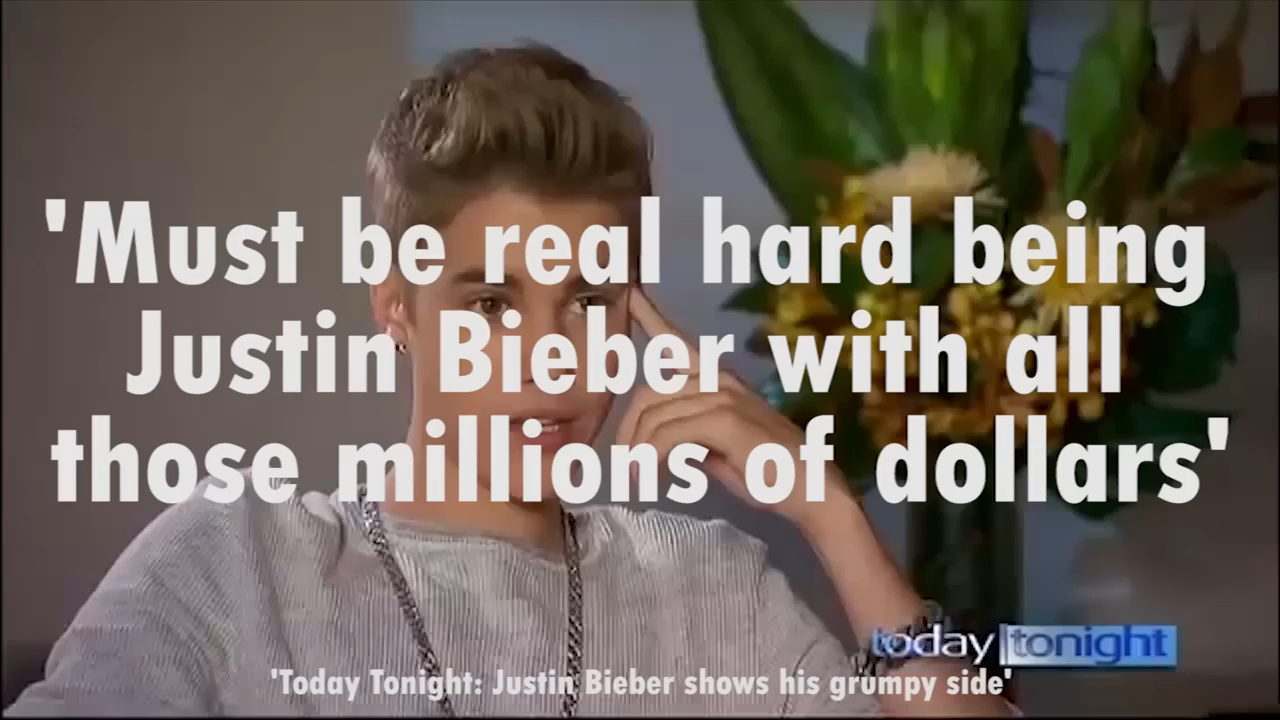 'Must be real hard being
Justin Bieber with all
those millions of dollars'
today tonight
'Today Tonight: Justin Bieber shows his grumpy side'